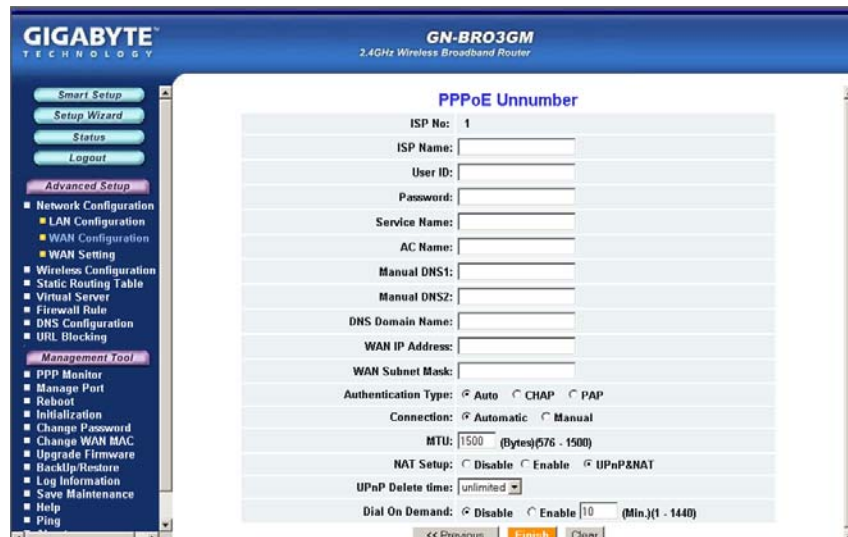 GIGABYTE™
TECHNOLOGY
GN-BR03GM
2.4GHz Wireless Broadband Router
Smart Setup
Setup Wizard
Status
Logout
Advanced Setup
Network Configuration
LAN Configuration
WAN Configuration
WAN Setting
Wireless Configuration
Static Routing Table
Virtual Server
Firewall Rule
DNS Configuration
URL Blocking
Management Tool
PPP Monitor
Manage Port
Reboot
Initialization
Change Password
Change WAN MAC
Upgrade Firmware
BackUp/Restore
Log Information
Save Maintenance
Help
Ping
PPPoE Unnumber
ISP No: 1
ISP Name:
User ID:
Password:
Service Name:
AC Name:
Manual DNS1:
Manual DNS2:
DNS Domain Name:
WAN IP Address:
WAN Subnet Mask:
Authentication Type: Auto CHAP PAP
Connection: Automatic Manual
MTU: 1500 (Bytes)(576 - 1500)
NAT Setup: Disable Enable UPnP&NAT
UPnP Delete time: unlimited
Dial On Demand: Disable Enable 10 (Min.)(1 - 1440)
<< Previous Finish Clear